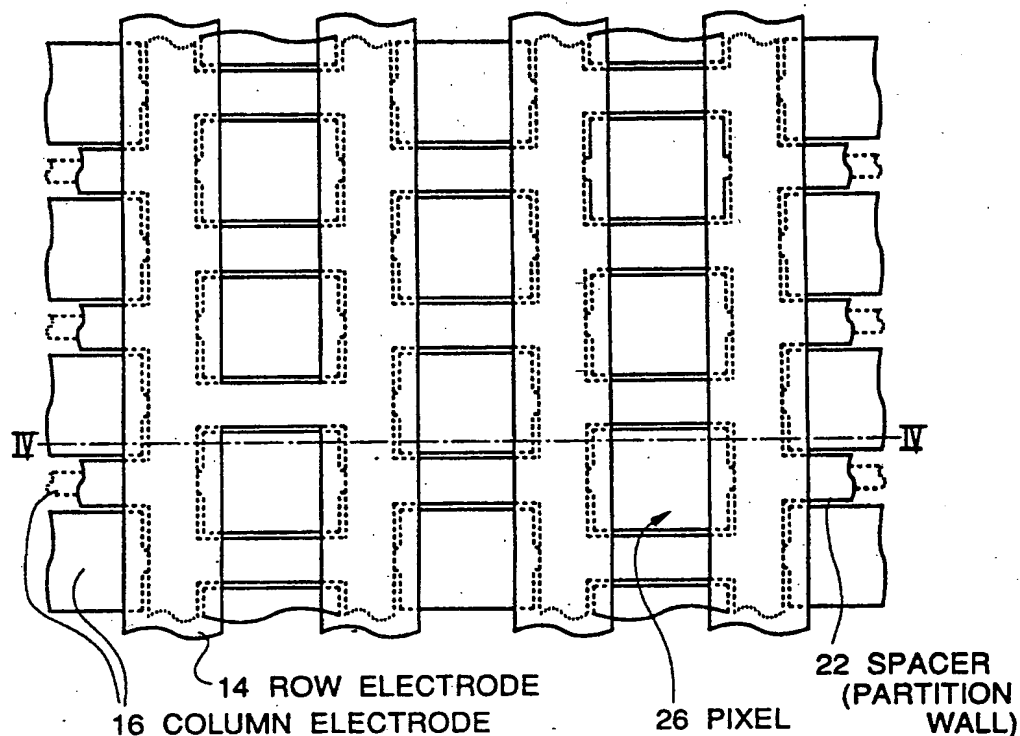 IV
IV
14 ROW ELECTRODE
16 COLUMN ELECTRODE
26 PIXEL
22 SPACER
(PARTITION
WALL)